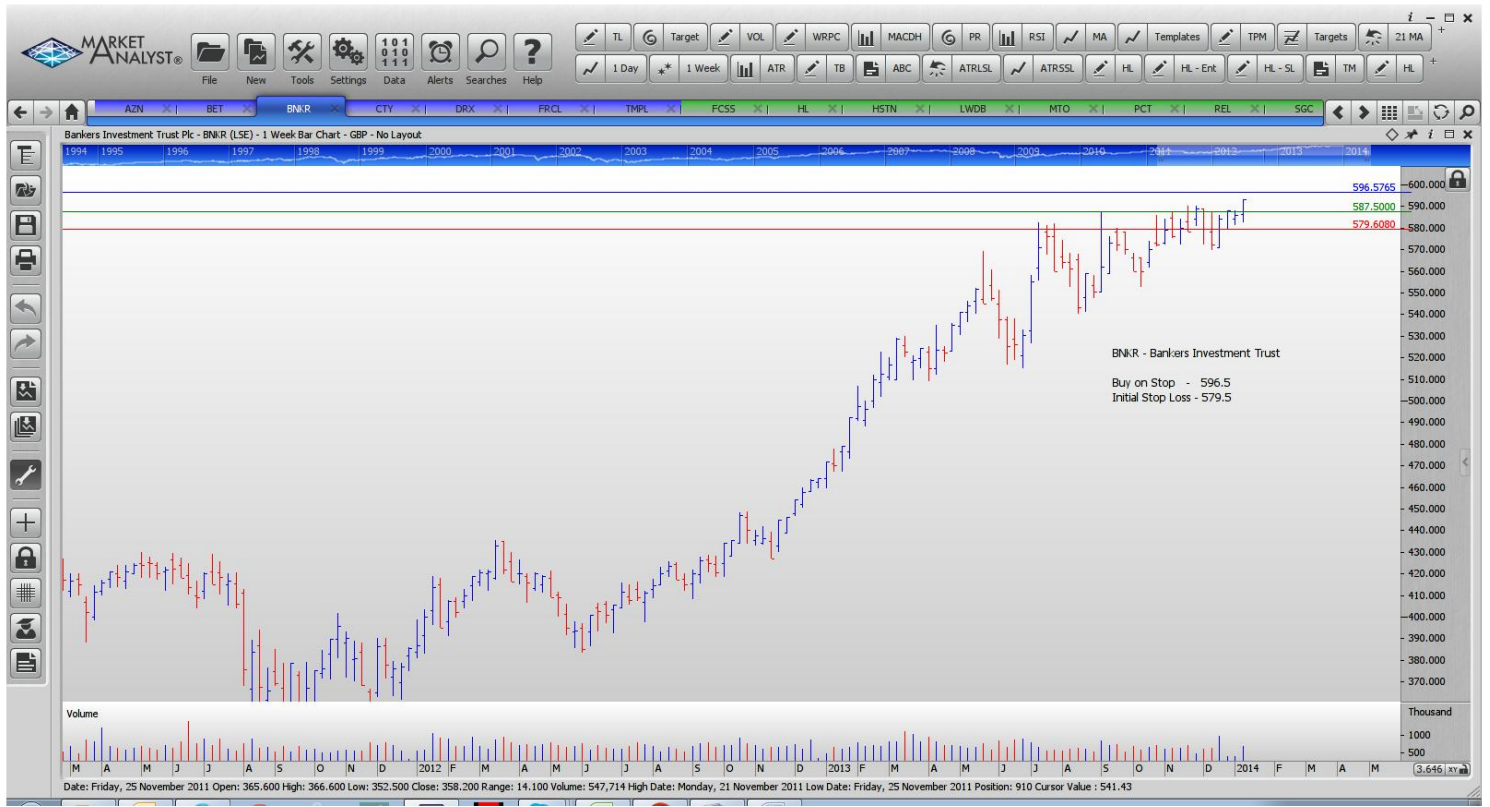 MARKET
ANALYST®
File New Tools Settings Data Alerts Searches Help
101
010
111
?
TL Target VOL WRPC MACDH PR RSI MA Templates TPM Targets 21 MA +
1 Day 1 Week ATR TB ABC ATRLSL ATRSSL HL HL - Ent HL - SL TM HL +
AZN BET BNKR CTY DRX FRCL TMPL FCSS HL HSTN LWDB MTO PCT REL SGC
Bankers Investment Trust Plc - BNKR (LSE) - 1 Week Bar Chart - GBP - No Layout
1994 1995 1996 1997 1998 1999 2000 2001 2002 2003 2004 2005 2006 2007 2008 2009 2010 2011 2012 2013 2014
596.5765
587.5000
579.6080
600.000
590.000
580.000
570.000
560.000
550.000
540.000
530.000
520.000
510.000
500.000
490.000
480.000
470.000
460.000
450.000
440.000
430.000
420.000
410.000
400.000
390.000
380.000
370.000
BNKR - Bankers Investment Trust
Buy on Stop - 596.5
Initial Stop Loss - 579.5
Volume
Thousand
1000
500
M A M J J A S O N D 2012 F M A M J J A S O N D 2013 F M A M J J A S O N D 2014 F M A M
3.646 XY
Date: Friday, 25 November 2011 Open: 365.600 High: 366.600 Low: 352.500 Close: 358.200 Range: 14.100 Volume: 547,714 High Date: Monday, 21 November 2011 Low Date: Friday, 25 November 2011 Position: 910 Cursor Value : 541.43